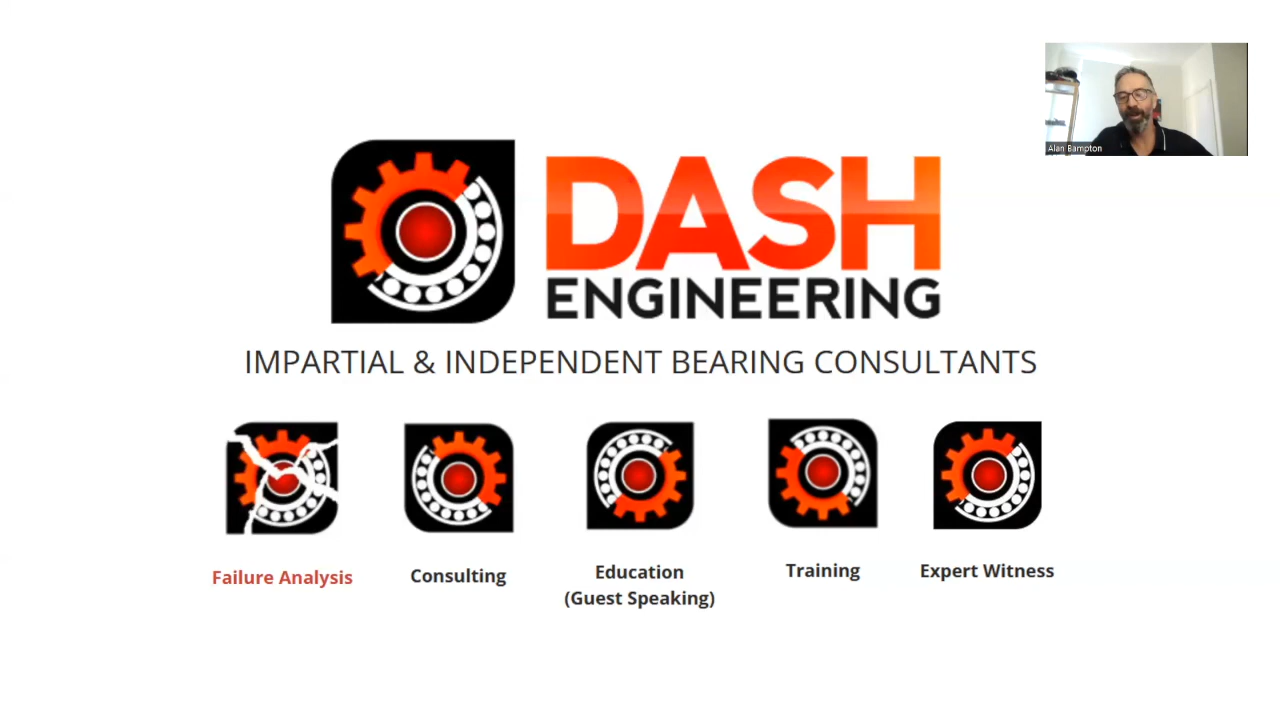 Alan Bampton
DASH
ENGINEERING
IMPARTIAL & INDEPENDENT BEARING CONSULTANTS
Failure Analysis
Consulting
Education
(Guest Speaking)
Training
Expert Witness